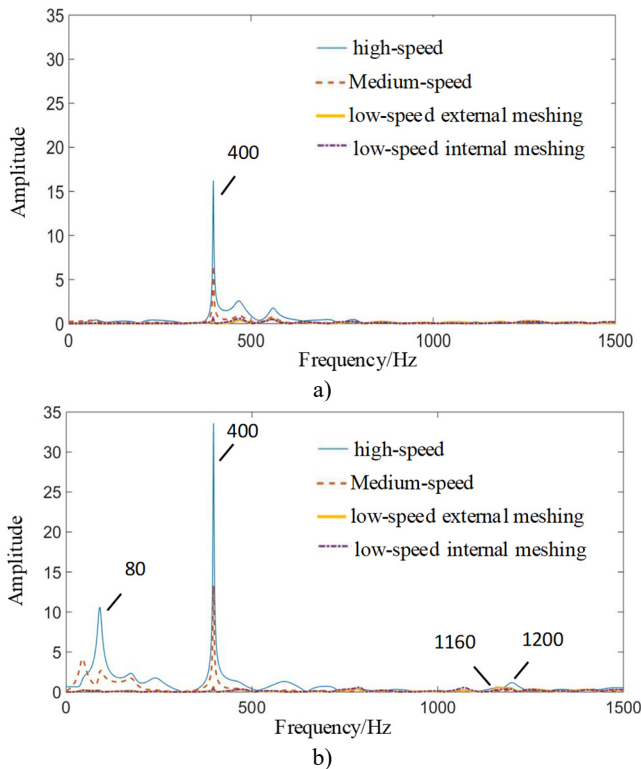 35
30
25
20
15
10
5
0
Amplitude
high-speed
Medium-speed
low-speed external meshing
low-speed internal meshing
400
0
500
1000
1500
Frequency/Hz
a)
35
30
25
20
15
10
5
0
Amplitude
400
high-speed
Medium-speed
low-speed external meshing
low-speed internal meshing
80
1160
1200
0
500
1000
1500
Frequency/Hz
b)